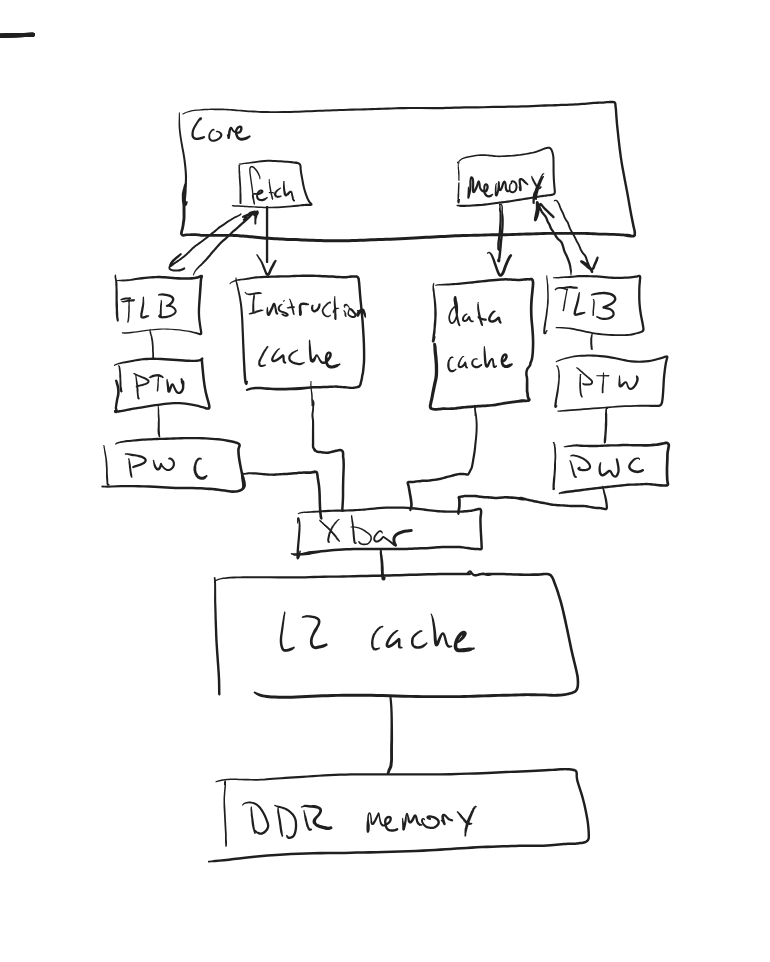 Core
fetch
memory
TLB
Instruction
cache
data
cache
TLB
PTW
PTW
PWC
PWC
Xbar
L2 cache
DDR memory